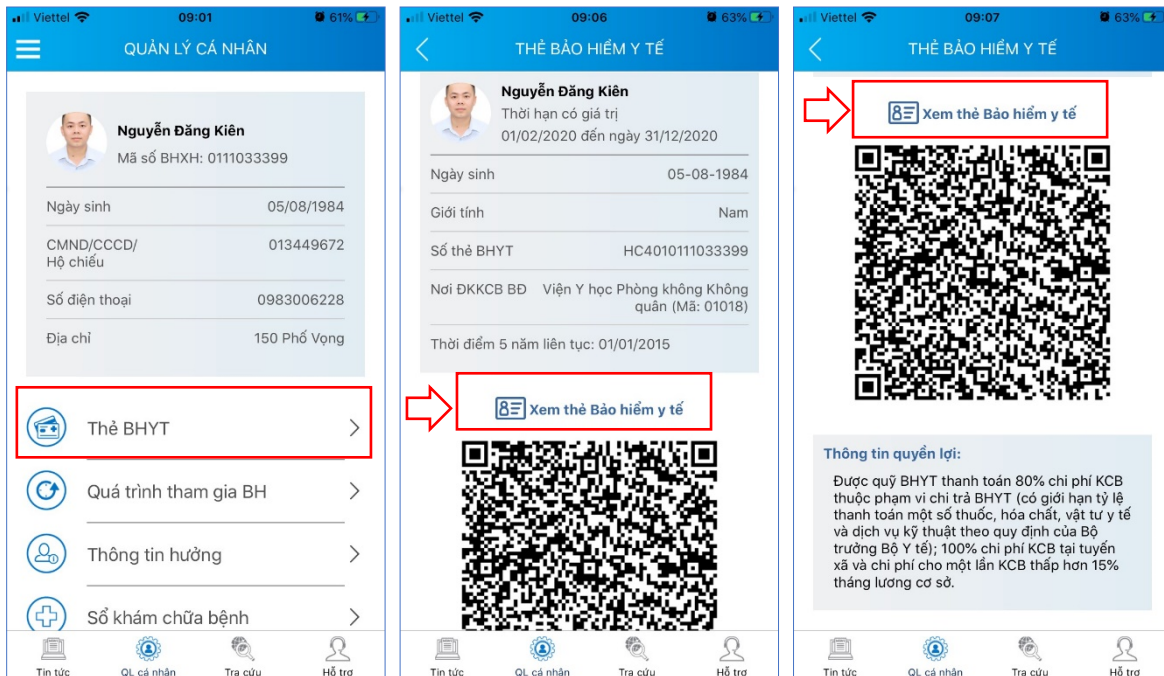 Viettel 09:01 61%
QUẢN LÝ CÁ NHÂN
Nguyễn Đăng Kiên
Mã số BHXH: 0111033399
Ngày sinh 05/08/1984
CMND/CCCD/ 013449672
Hộ chiếu
Số điện thoại 0983006228
Địa chỉ 150 Phố Vọng
Thẻ BHYT
Quá trình tham gia BH
Thông tin hưởng
Sổ khám chữa bệnh
Tin tức QL cá nhân Tra cứu Hỗ trợ
Viettel 09:06 63%
THẺ BẢO HIỂM Y TẾ
Nguyễn Đăng Kiên
Thời hạn có giá trị
01/02/2020 đến ngày 31/12/2020
Ngày sinh 05-08-1984
Giới tính Nam
Số thẻ BHYT HC4010111033399
Nơi ĐKKCB BĐ Viện Y học Phòng không Không
quân (Mã: 01018)
Thời điểm 5 năm liên tục: 01/01/2015
Xem thẻ Bảo hiểm y tế
Tin tức QL cá nhân Tra cứu Hỗ trợ
Viettel 09:07 63%
THẺ BẢO HIỂM Y TẾ
Xem thẻ Bảo hiểm y tế
Thông tin quyền lợi:
Được quỹ BHYT thanh toán 80% chi phí KCB
thuộc phạm vi chi trả BHYT (có giới hạn tỷ lệ
thanh toán một số thuốc, hóa chất, vật tư y tế
và dịch vụ kỹ thuật theo quy định của Bộ
trưởng Bộ Y tế); 100% chi phí KCB tại tuyến
xã và chi phí cho một lần KCB thấp hơn 15%
tháng lương cơ sở.
Tin tức QL cá nhân Tra cứu Hỗ trợ